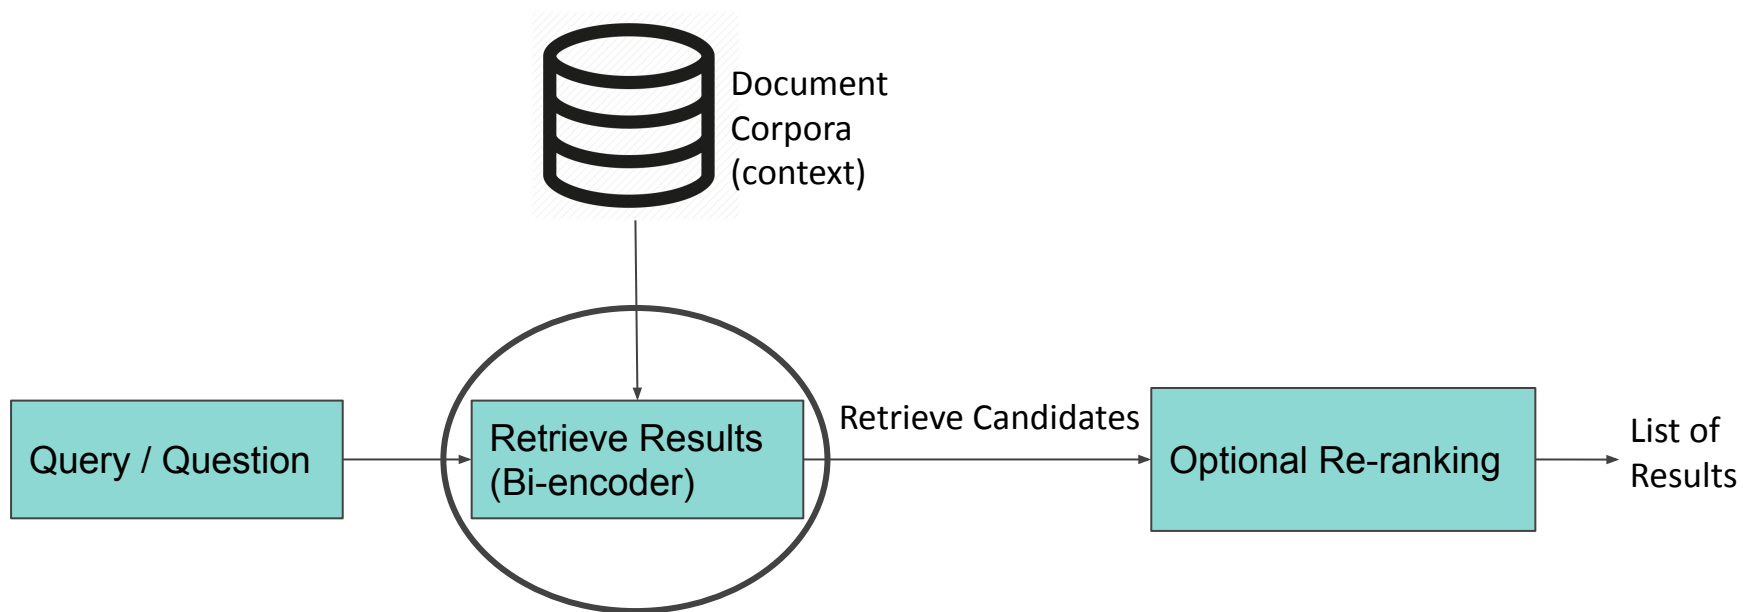 Document
Corpora
(context)
Query / Question
Retrieve Results
(Bi-encoder)
Retrieve Candidates
Optional Re-ranking
List of
Results